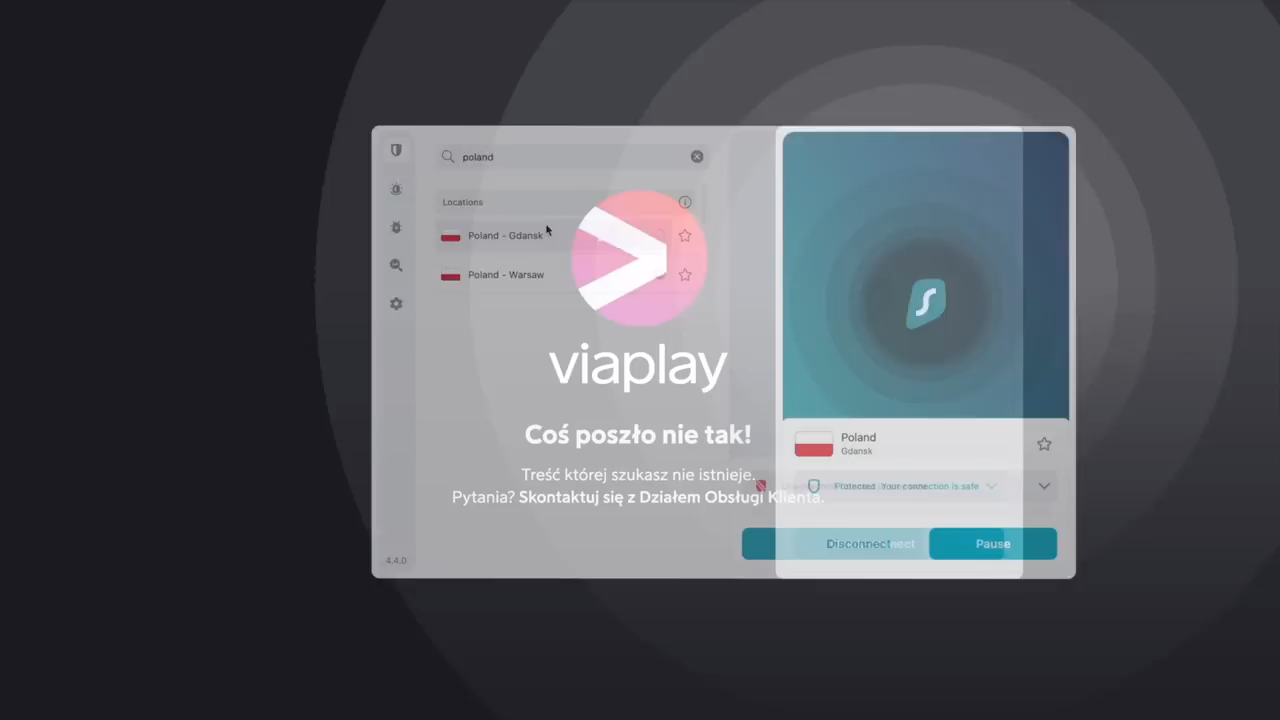 poland
Locations
Poland - Gdansk
Poland - Warsaw
viaplay
Coś poszło nie tak!
Treść której szukasz nie istnieje.
Pytania? Skontaktuj się z Działem Obsługi Klienta.
Poland
Gdansk
Protected. Your connection is safe
Disconnect
Pause
4.4.0